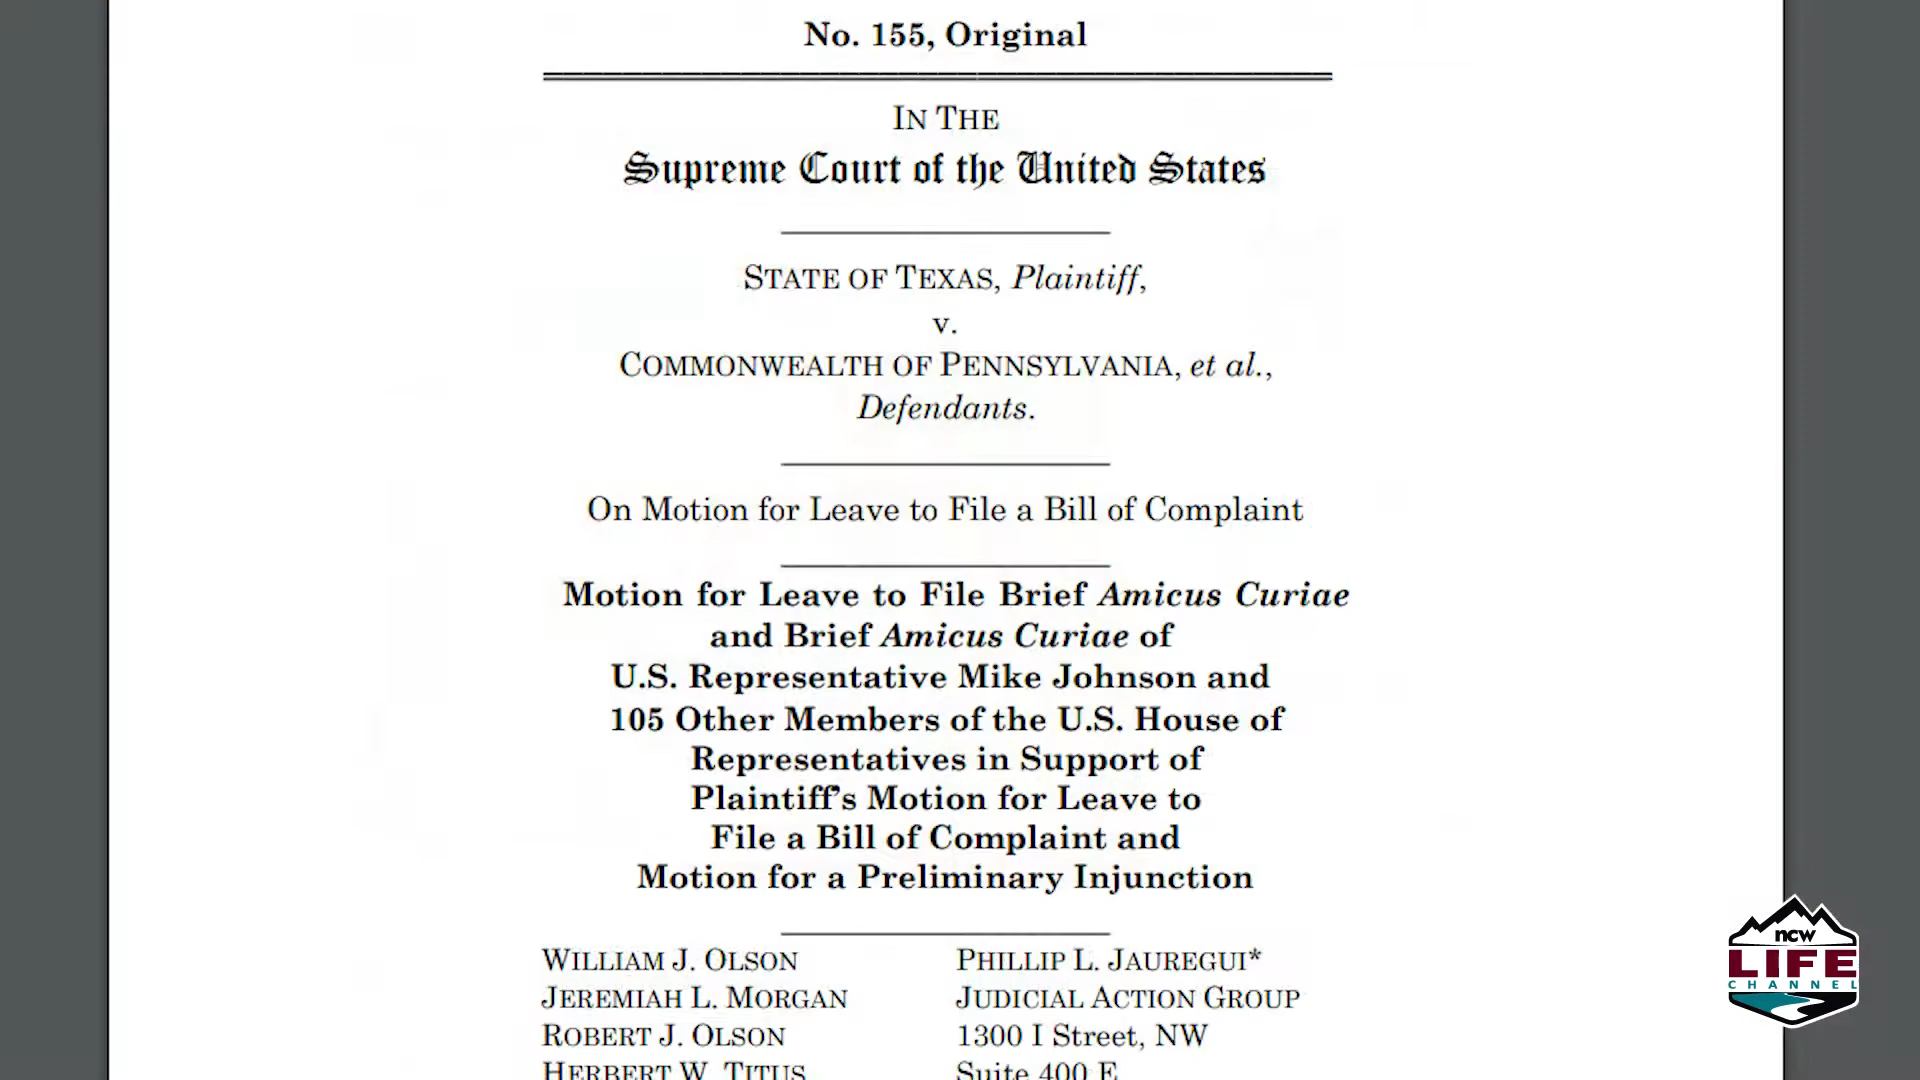 No. 155, Original
IN THE
Supreme Court of the United States
STATE OF TEXAS, Plaintiff,
v.
COMMONWEALTH OF PENNSYLVANIA, et al.,
Defendants.
On Motion for Leave to File a Bill of Complaint
Motion for Leave to File Brief Amicus Curiae
and Brief Amicus Curiae of
U.S. Representative Mike Johnson and
105 Other Members of the U.S. House of
Representatives in Support of
Plaintiff's Motion for Leave to
File a Bill of Complaint and
Motion for a Preliminary Injunction
WILLIAM J. OLSON PHILLIP L. JAUREGUI*
JEREMIAH L. MORGAN JUDICIAL ACTION GROUP
ROBERT J. OLSON 1300 I Street, NW
HERBERT W. TITUS Suite 400 E
ncw
LIFE
CHANNEL